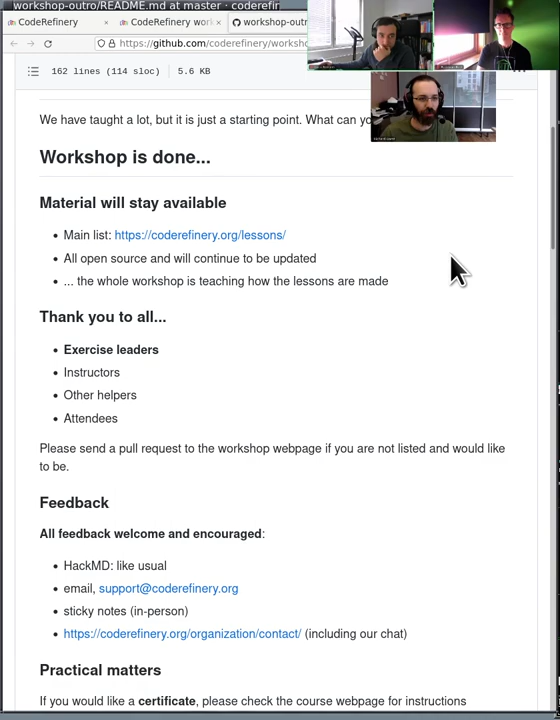 workshop-outro/README.md at master · coderefin
CodeRefinery
CodeRefinery work
workshop-outr
https://github.com/coderefinery/worksho
162 lines (114 sloc)
5.6 KB
We have taught a lot, but it is just a starting point. What can yo
Workshop is done...
Material will stay available
• Main list: https://coderefinery.org/lessons/
• All open source and will continue to be updated
• ... the whole workshop is teaching how the lessons are made
Thank you to all...
• Exercise leaders
• Instructors
• Other helpers
• Attendees
Please send a pull request to the workshop webpage if you are not listed and would like
to be.
Feedback
All feedback welcome and encouraged:
• HackMD: like usual
• email, support@coderefinery.org
• sticky notes (in-person)
• https://coderefinery.org/organization/contact/ (including our chat)
Practical matters
If you would like a certificate, please check the course webpage for instructions